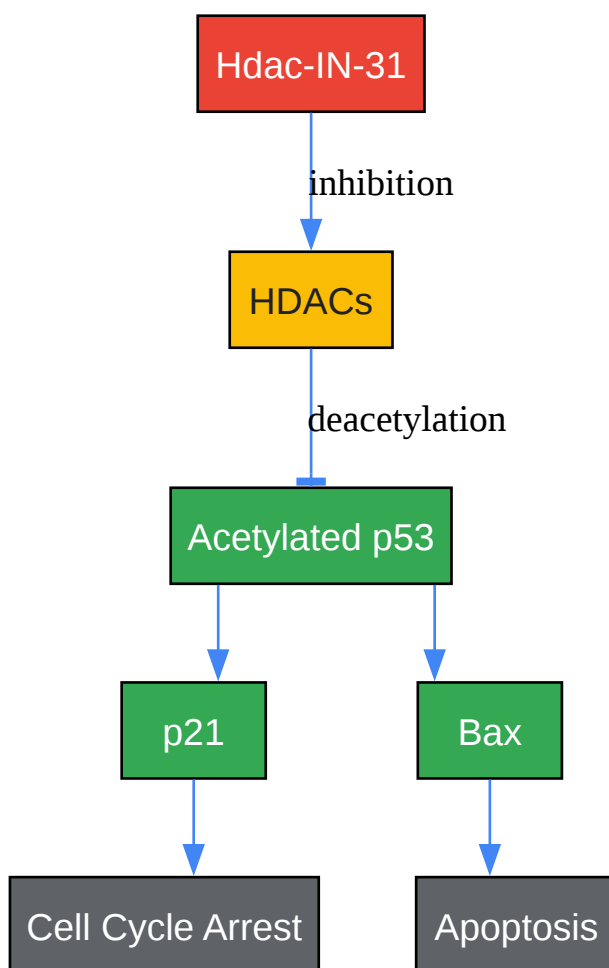 Hdac-IN-31
inhibition
HDACs
deacetylation
Acetylated p53
p21
Bax
Cell Cycle Arrest
Apoptosis